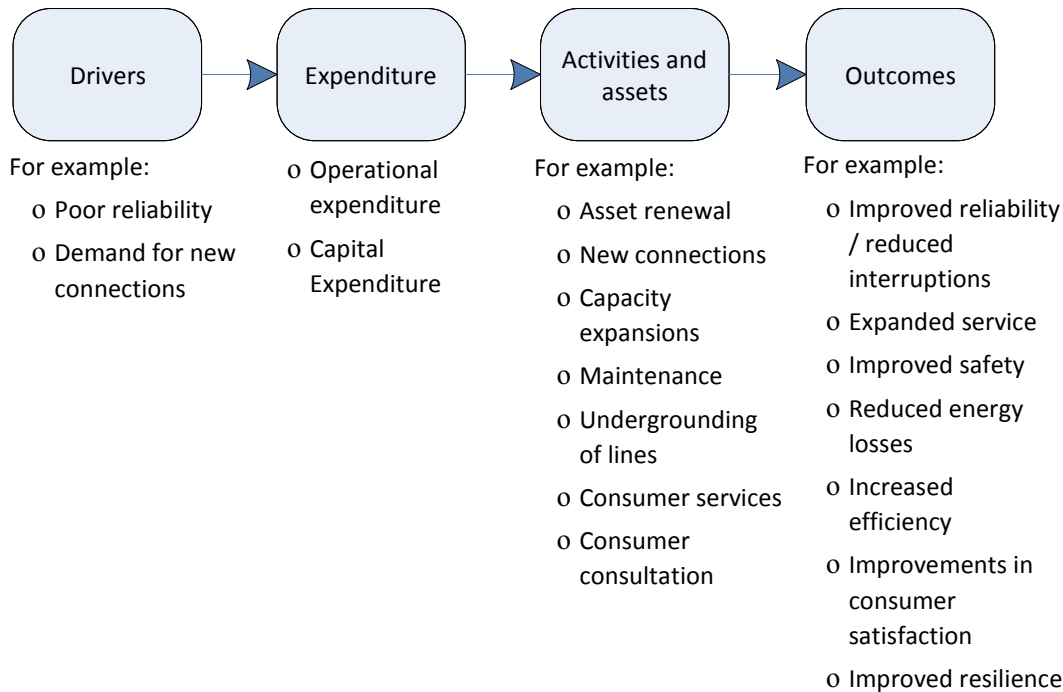 Drivers
Expenditure
Activities and
assets
Outcomes
For example:
o Poor reliability
o Demand for new
connections
o Operational
expenditure
o Capital
Expenditure
For example:
o Asset renewal
o New connections
o Capacity
expansions
o Maintenance
o Undergrounding
of lines
o Consumer services
o Consumer
consultation
For example:
o Improved reliability
/ reduced
interruptions
o Expanded service
o Improved safety
o Reduced energy
losses
o Increased
efficiency
o Improvements in
consumer
satisfaction
o Improved resilience